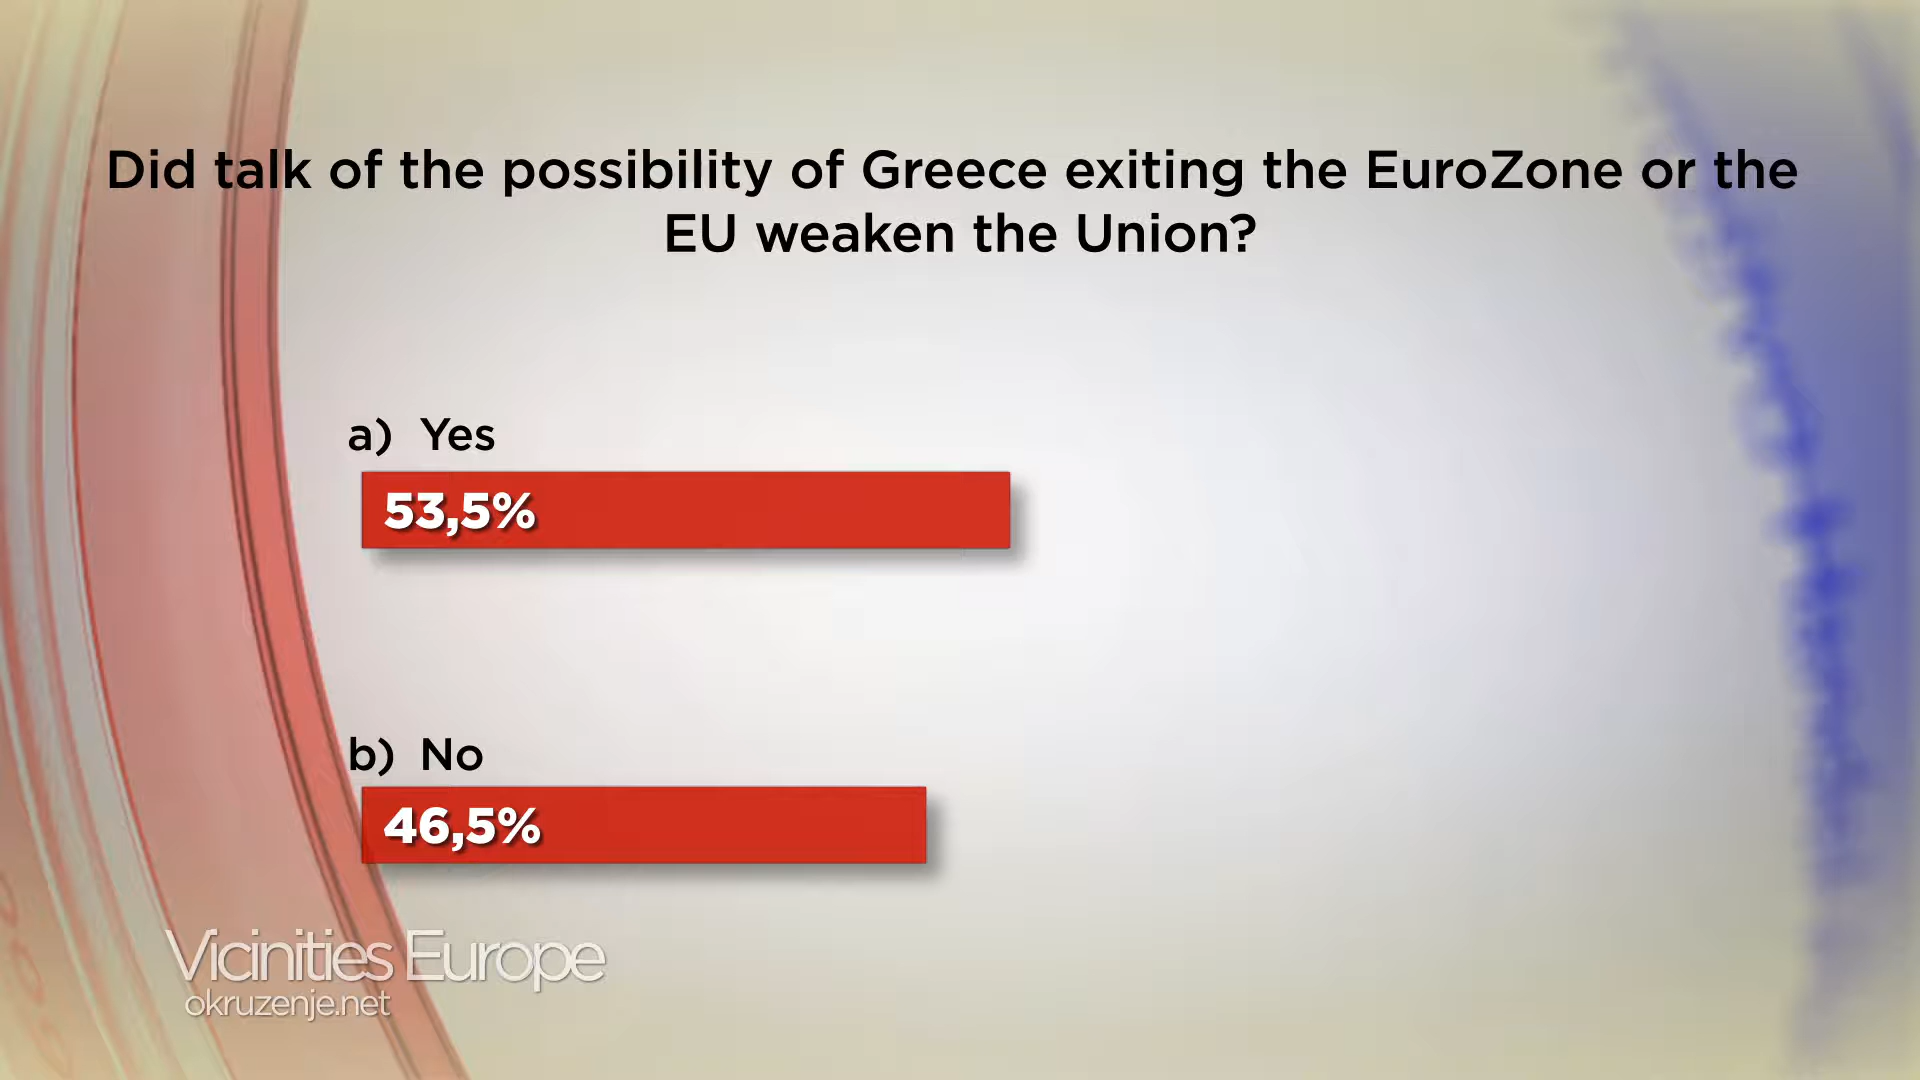 Did talk of the possibility of Greece exiting the EuroZone or the
EU weaken the Union?
a) Yes
53,5%
b) No
46,5%
Vicinities Europe
okruzenje.net